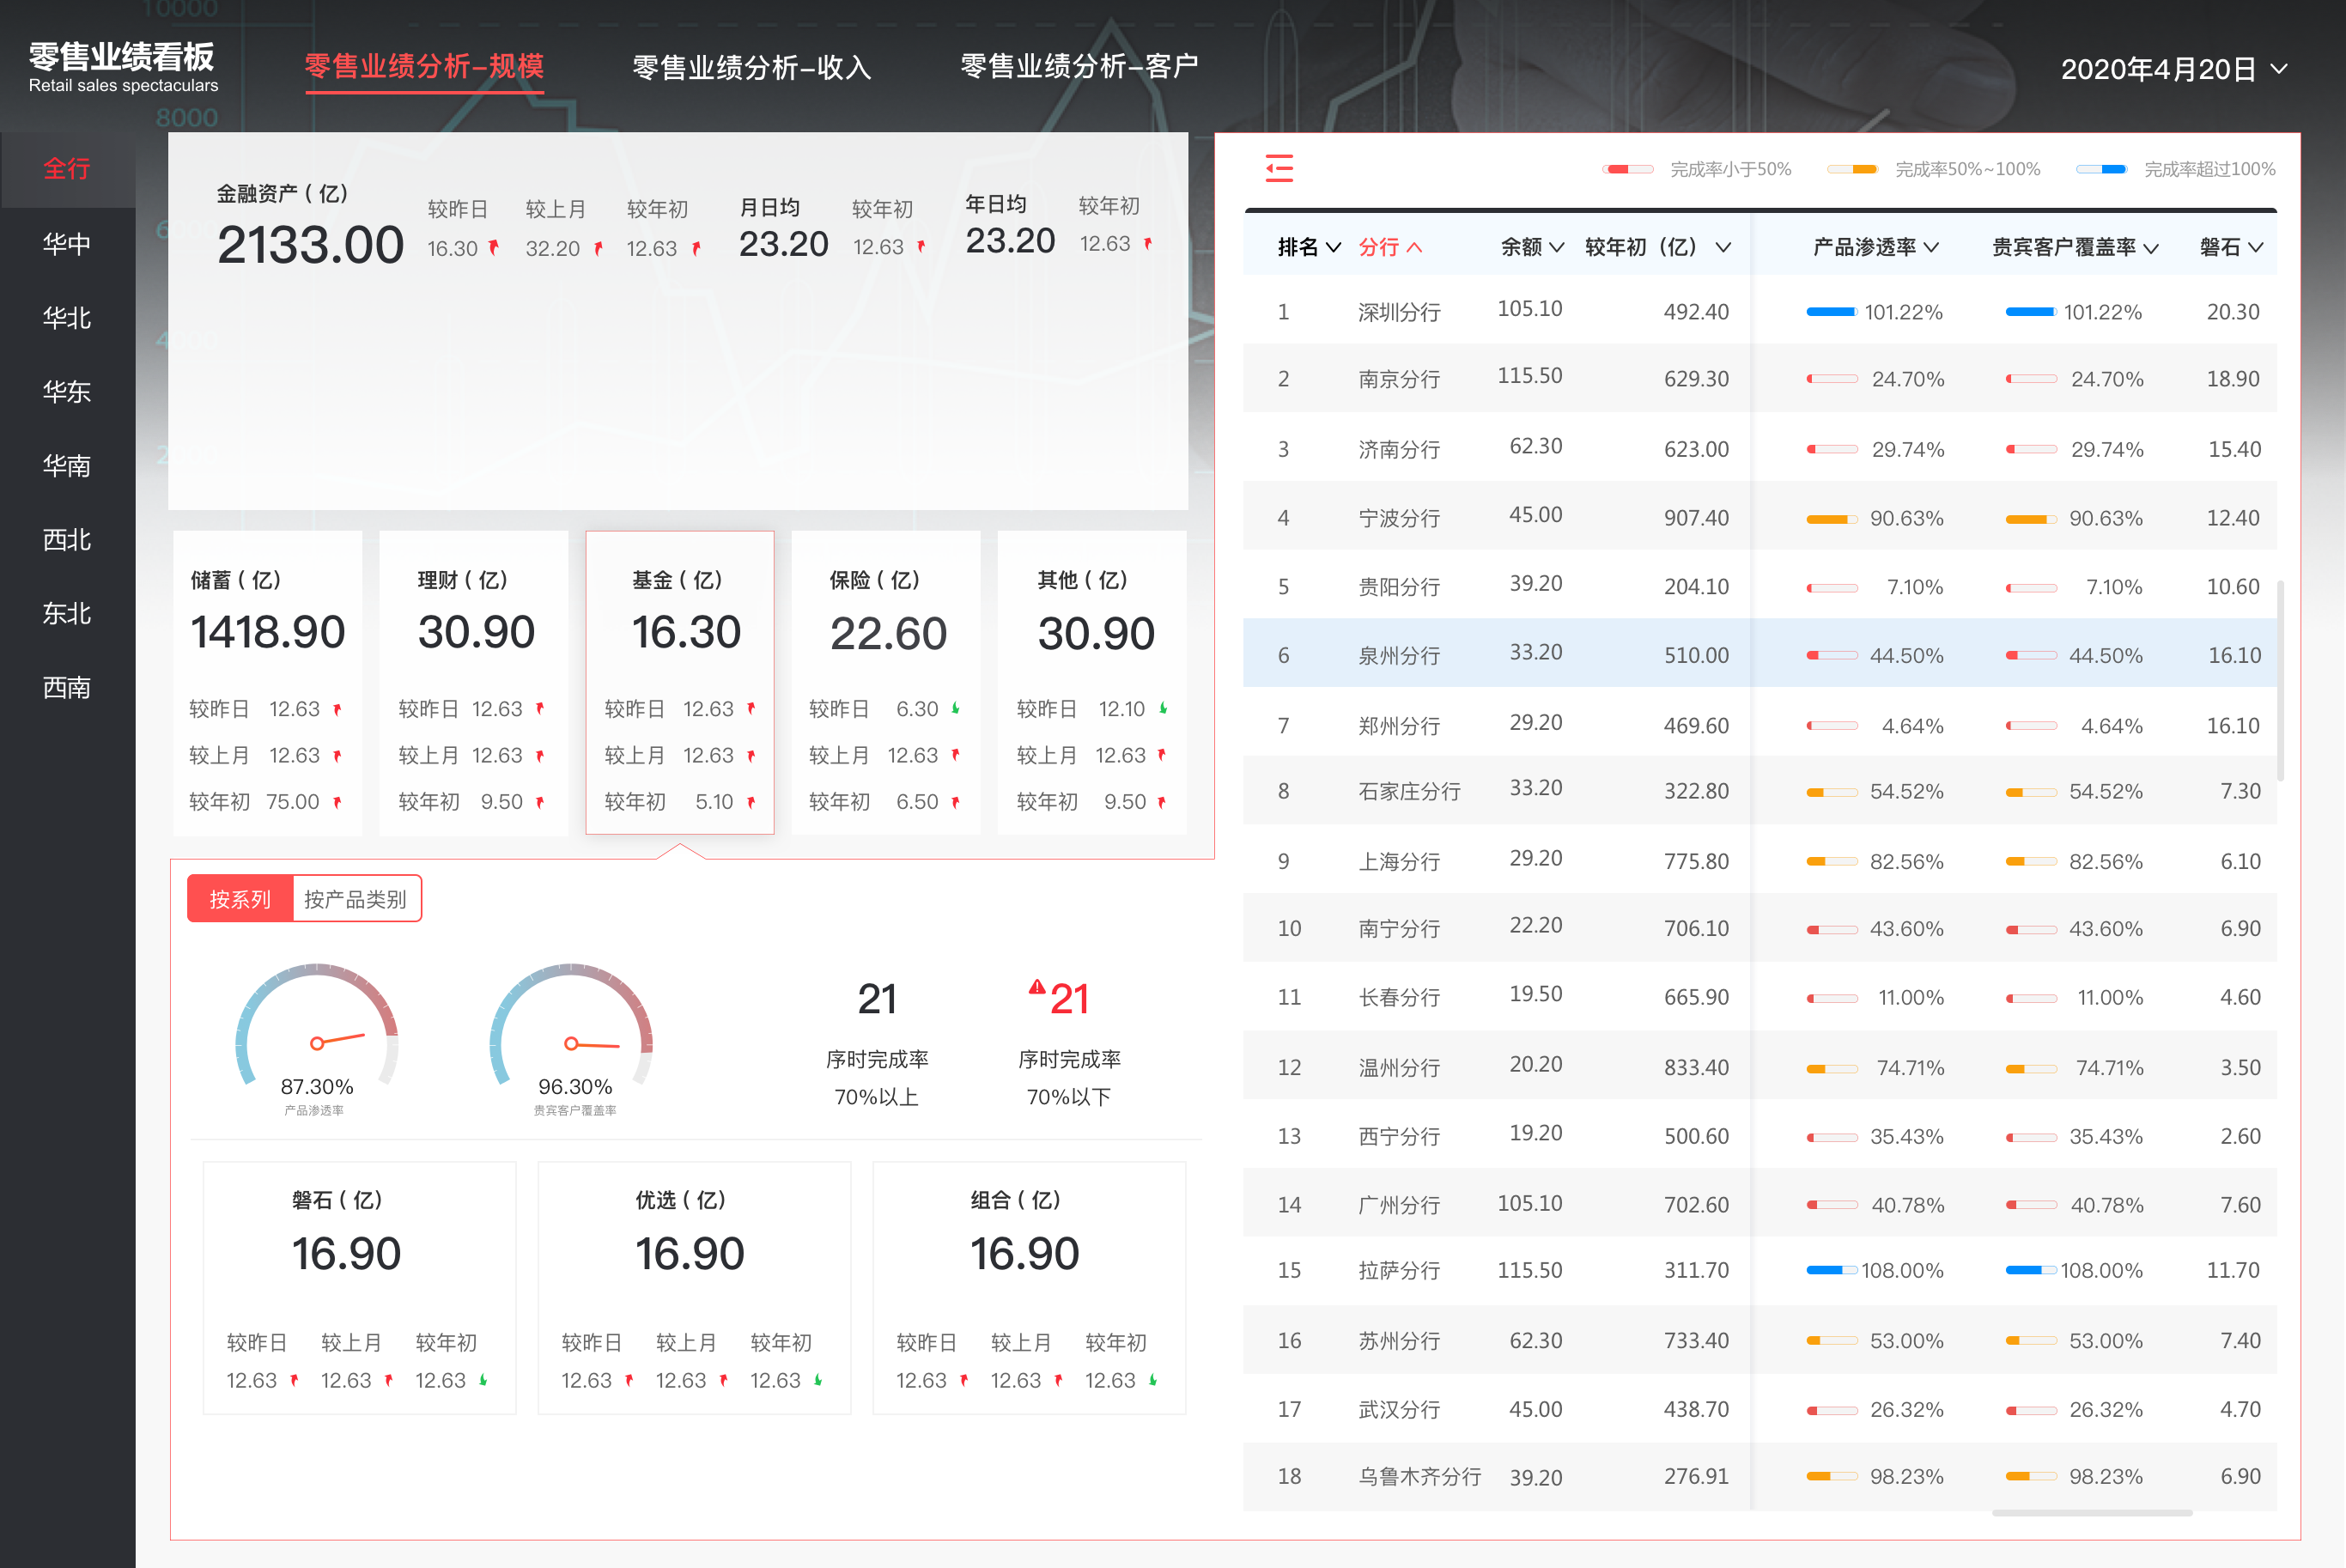 10000
零售业绩看板
Retail sales spectaculars
零售业绩分析–规模
零售业绩分析–收入
零售业绩分析–客户
2020年4月20日
8000
全行
华中
华北
华东
华南
西北
东北
西南
金融资产（亿）
2133.00
较昨日 较上月 较年初
16.30 32.20 12.63
月日均
23.20
较年初
12.63
年日均
23.20
较年初
12.63
储蓄（亿）
1418.90
较昨日 12.63
较上月 12.63
较年初 75.00
理财（亿）
30.90
较昨日 12.63
较上月 12.63
较年初 9.50
基金（亿）
16.30
较昨日 12.63
较上月 12.63
较年初 5.10
保险（亿）
22.60
较昨日 6.30
较上月 12.63
较年初 6.50
其他（亿）
30.90
较昨日 12.10
较上月 12.63
较年初 9.50
按系列 按产品类别
87.30%
产品渗透率
96.30%
贵宾客户覆盖率
21
序时完成率
70%以上
21
序时完成率
70%以下
磐石（亿）
16.90
较昨日 较上月 较年初
12.63 12.63 12.63
优选（亿）
16.90
较昨日 较上月 较年初
12.63 12.63 12.63
组合（亿）
16.90
较昨日 较上月 较年初
12.63 12.63 12.63
完成率小于50% 完成率50%~100% 完成率超过100%
排名 分行 余额 较年初（亿） 产品渗透率 贵宾客户覆盖率 磐石
1 深圳分行 105.10 492.40 101.22% 101.22% 20.30
2 南京分行 115.50 629.30 24.70% 24.70% 18.90
3 济南分行 62.30 623.00 29.74% 29.74% 15.40
4 宁波分行 45.00 907.40 90.63% 90.63% 12.40
5 贵阳分行 39.20 204.10 7.10% 7.10% 10.60
6 泉州分行 33.20 510.00 44.50% 44.50% 16.10
7 郑州分行 29.20 469.60 4.64% 4.64% 16.10
8 石家庄分行 33.20 322.80 54.52% 54.52% 7.30
9 上海分行 29.20 775.80 82.56% 82.56% 6.10
10 南宁分行 22.20 706.10 43.60% 43.60% 6.90
11 长春分行 19.50 665.90 11.00% 11.00% 4.60
12 温州分行 20.20 833.40 74.71% 74.71% 3.50
13 西宁分行 19.20 500.60 35.43% 35.43% 2.60
14 广州分行 105.10 702.60 40.78% 40.78% 7.60
15 拉萨分行 115.50 311.70 108.00% 108.00% 11.70
16 苏州分行 62.30 733.40 53.00% 53.00% 7.40
17 武汉分行 45.00 438.70 26.32% 26.32% 4.70
18 乌鲁木齐分行 39.20 276.91 98.23% 98.23% 6.90